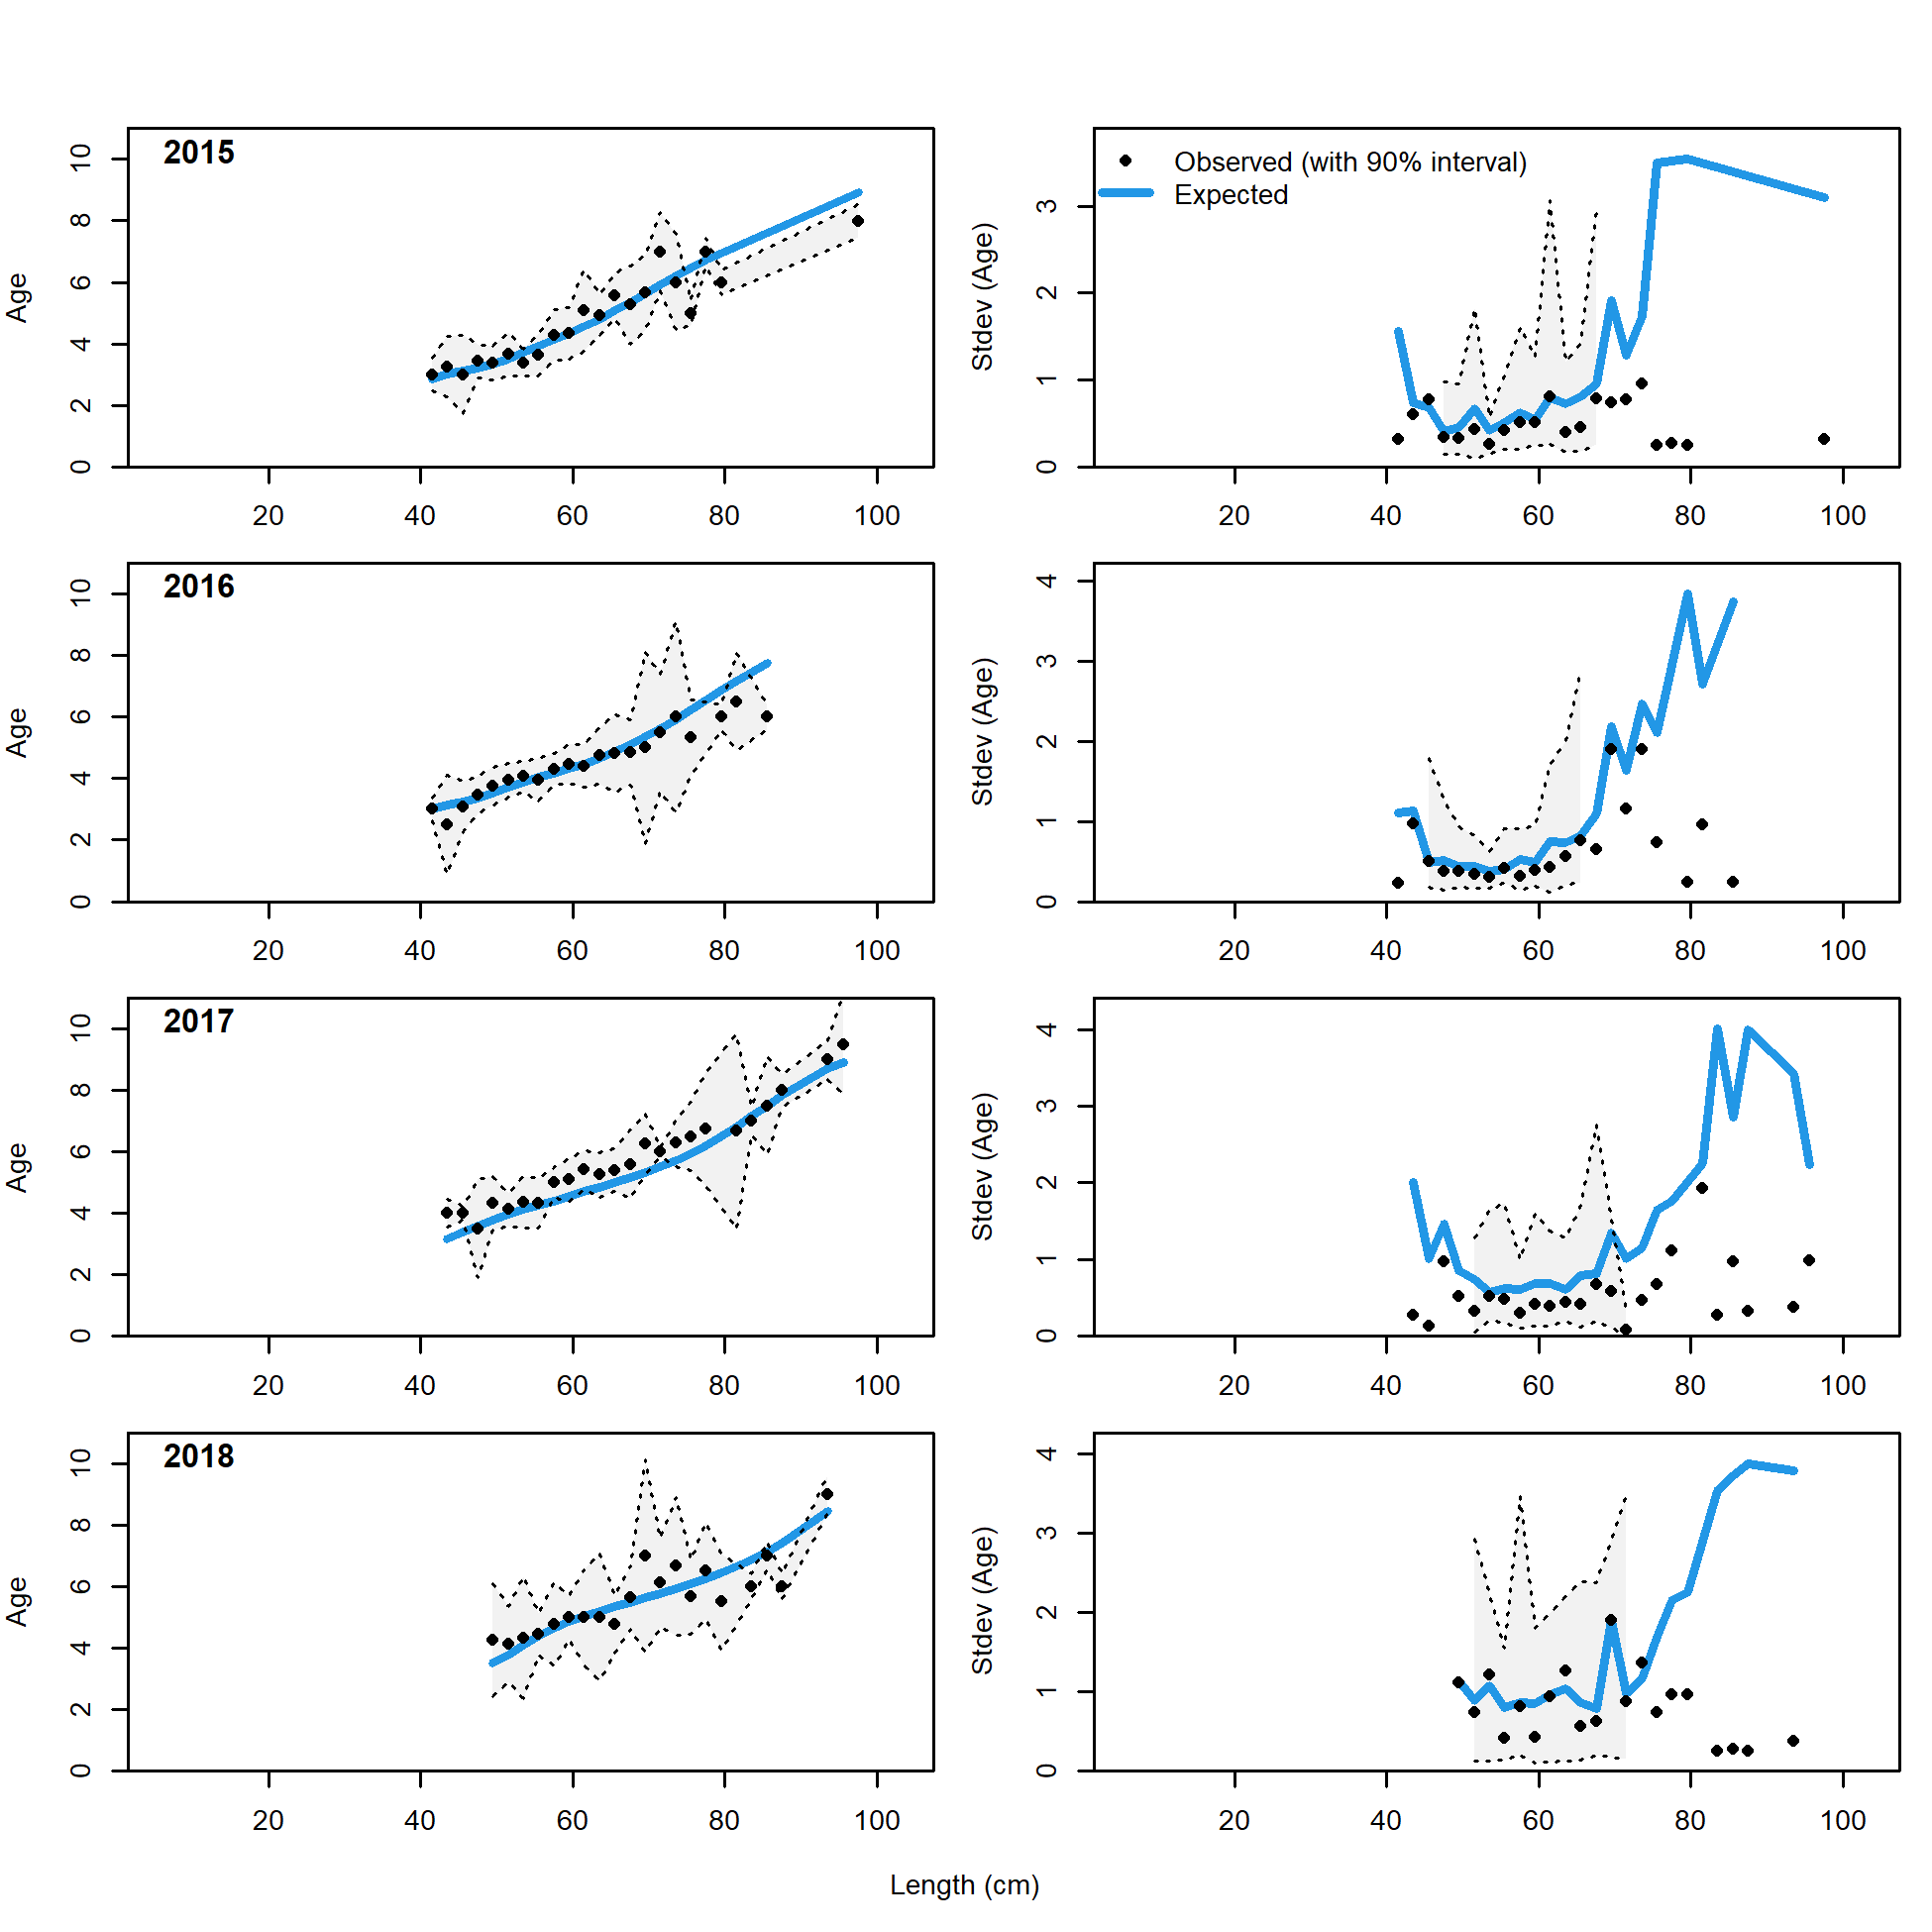 2015
Age
0 2 4 6 8 10
20 40 60 80 100
Observed (with 90% interval)
Expected
Stdev (Age)
0 1 2 3
20 40 60 80 100
2016
Age
0 2 4 6 8 10
20 40 60 80 100
Stdev (Age)
0 1 2 3 4
20 40 60 80 100
2017
Age
0 2 4 6 8 10
20 40 60 80 100
Stdev (Age)
0 1 2 3 4
20 40 60 80 100
2018
Age
0 2 4 6 8 10
20 40 60 80 100
Stdev (Age)
0 1 2 3 4
20 40 60 80 100
Length (cm)